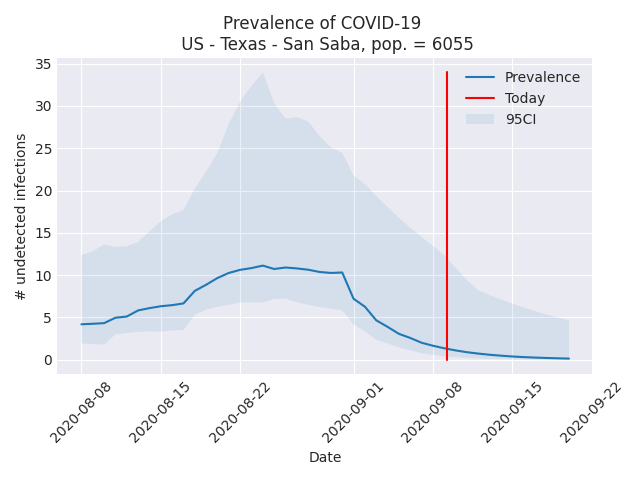 Prevalence of COVID-19
US - Texas - San Saba, pop. = 6055
# undetected infections
35
30
25
20
15
10
5
0
Prevalence
Today
95CI
2020-08-08
2020-08-15
2020-08-22
2020-09-01
2020-09-08
2020-09-15
2020-09-22
Date